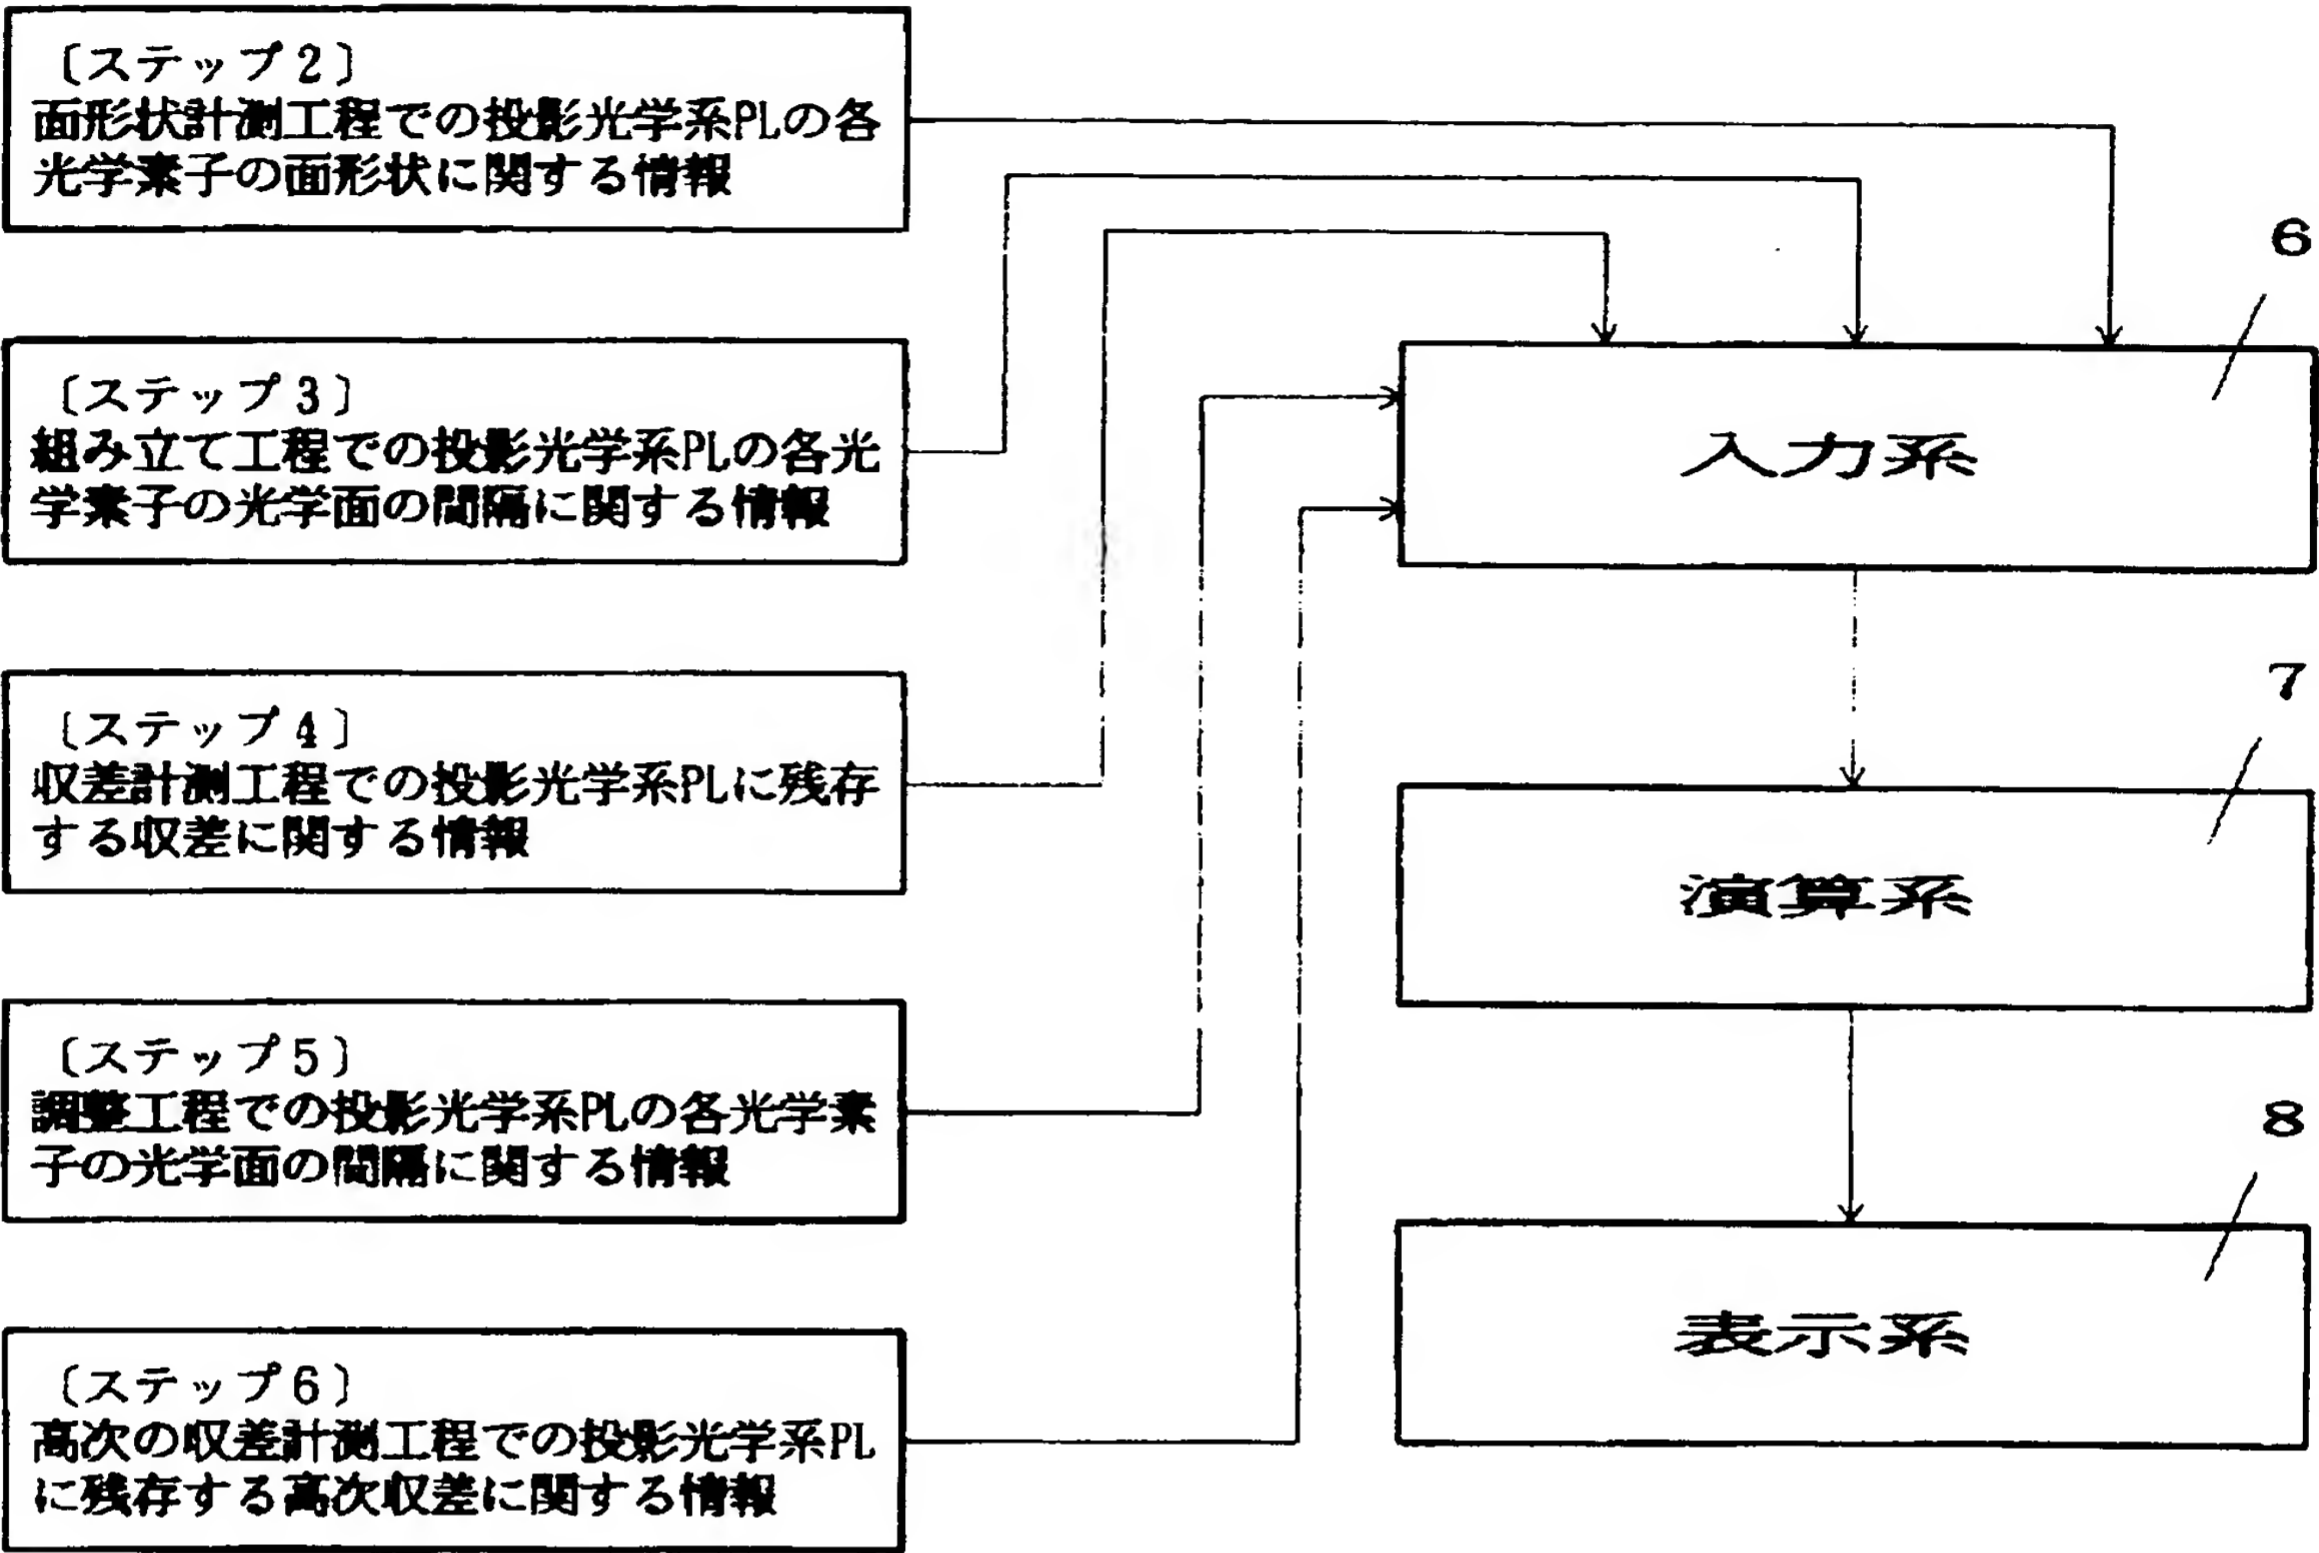 〔ステップ2〕
面形状計測工程での投影光学系PLの各
光学素子の面形状に関する情報
〔ステップ3〕
組み立て工程での投影光学系PLの各光
学素子の光学面の間隔に関する情報
〔ステップ4〕
収差計測工程での投影光学系PLに残存
する収差に関する情報
〔ステップ5〕
調整工程での投影光学系PLの各光学素
子の光学面の間隔に関する情報
〔ステップ6〕
高次の収差計測工程での投影光学系PL
に残存する高次収差に関する情報
6
入力系
7
演算系
8
表示系